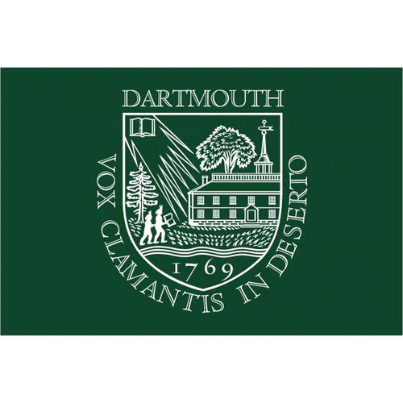 DARTMOUTH
VOX CLAMANTIS IN DESERTO
1769